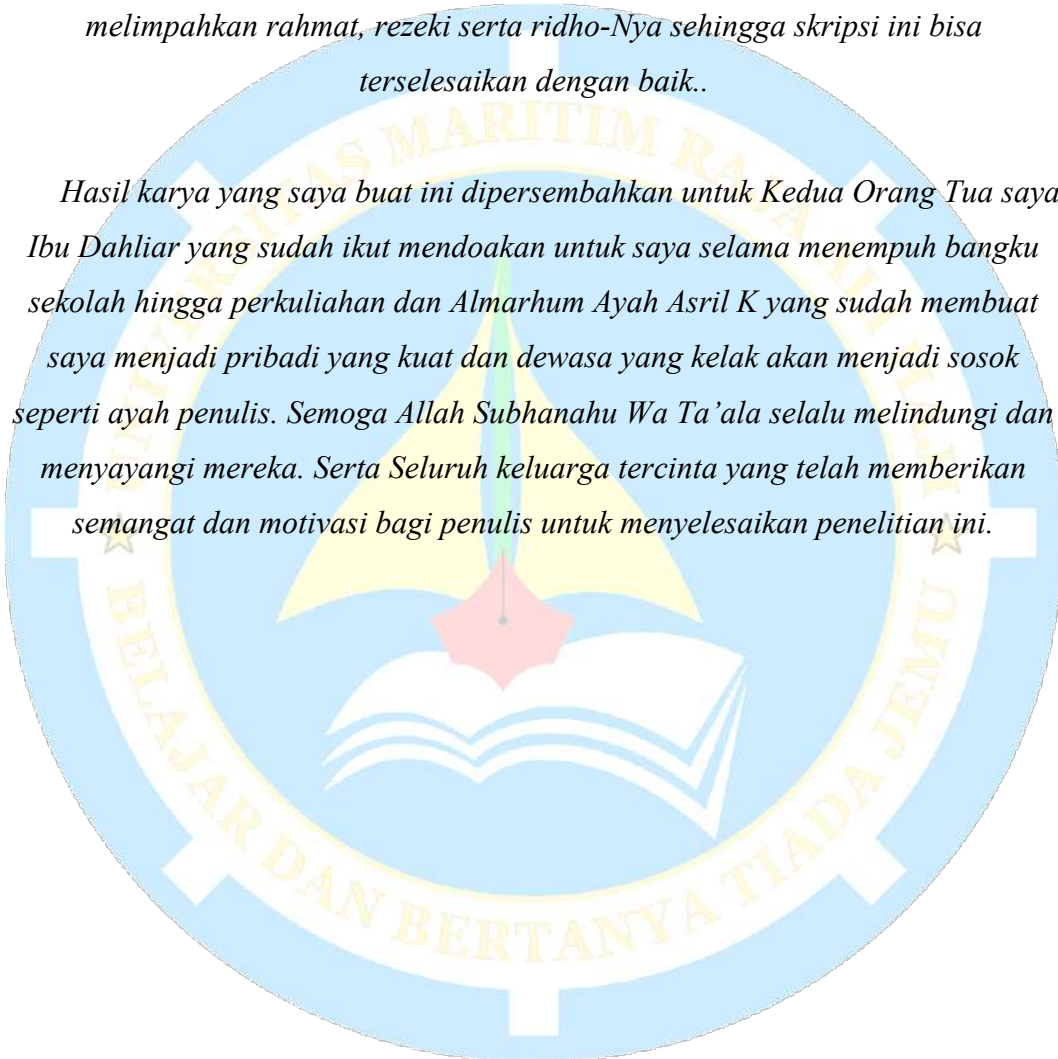 melimpahkan rahmat, rezeki serta ridho-Nya sehingga skripsi ini bisa
terselesaikan dengan baik..
Hasil karya yang saya buat ini dipersembahkan untuk Kedua Orang Tua saya
Ibu Dahliar yang sudah ikut mendoakan untuk saya selama menempuh bangku
sekolah hingga perkuliahan dan Almarhum Ayah Asril K yang sudah membuat
saya menjadi pribadi yang kuat dan dewasa yang kelak akan menjadi sosok
seperti ayah penulis. Semoga Allah Subhanahu Wa Ta’ala selalu melindungi dan
menyayangi mereka. Serta Seluruh keluarga tercinta yang telah memberikan
semangat dan motivasi bagi penulis untuk menyelesaikan penelitian ini.
UNIVERSITAS MARITIM RAJA ALI HAJI
BELAJAR DAN BERTANYA TIADA JEMU